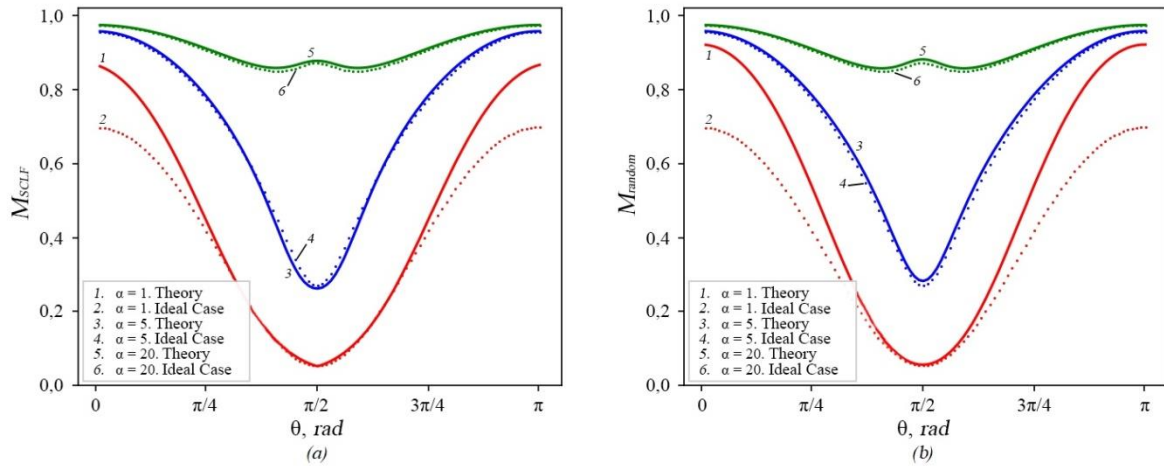 1,0
0,8
0,6
0,4
0,2
0,0
M_SCLF
1
2
3
4
5
6
1. α = 1. Theory
2. α = 1. Ideal Case
3. α = 5. Theory
4. α = 5. Ideal Case
5. α = 20. Theory
6. α = 20. Ideal Case
0 π/4 π/2 3π/4 π
θ, rad
(a)
1,0
0,8
0,6
0,4
0,2
0,0
M_random
1
2
3
4
5
6
1. α = 1. Theory
2. α = 1. Ideal Case
3. α = 5. Theory
4. α = 5. Ideal Case
5. α = 20. Theory
6. α = 20. Ideal Case
0 π/4 π/2 3π/4 π
θ, rad
(b)